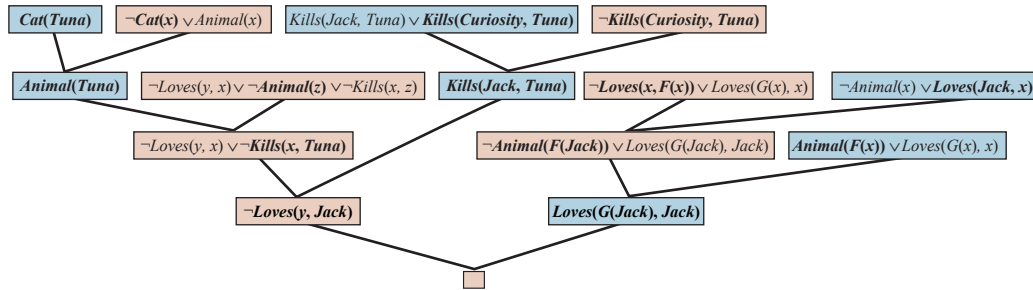 Cat(Tuna) ¬Cat(x) ∨ Animal(x) Kills(Jack, Tuna) ∨ Kills(Curiosity, Tuna) ¬Kills(Curiosity, Tuna)
Animal(Tuna) ¬Loves(y, x) ∨ ¬Animal(z) ∨ ¬Kills(x, z) Kills(Jack, Tuna) ¬Loves(x, F(x)) ∨ Loves(G(x), x) ¬Animal(x) ∨ Loves(Jack, x)
¬Loves(y, x) ∨ ¬Kills(x, Tuna) ¬Animal(F(Jack)) ∨ Loves(G(Jack), Jack) Animal(F(x)) ∨ Loves(G(x), x)
¬Loves(y, Jack) Loves(G(Jack), Jack)